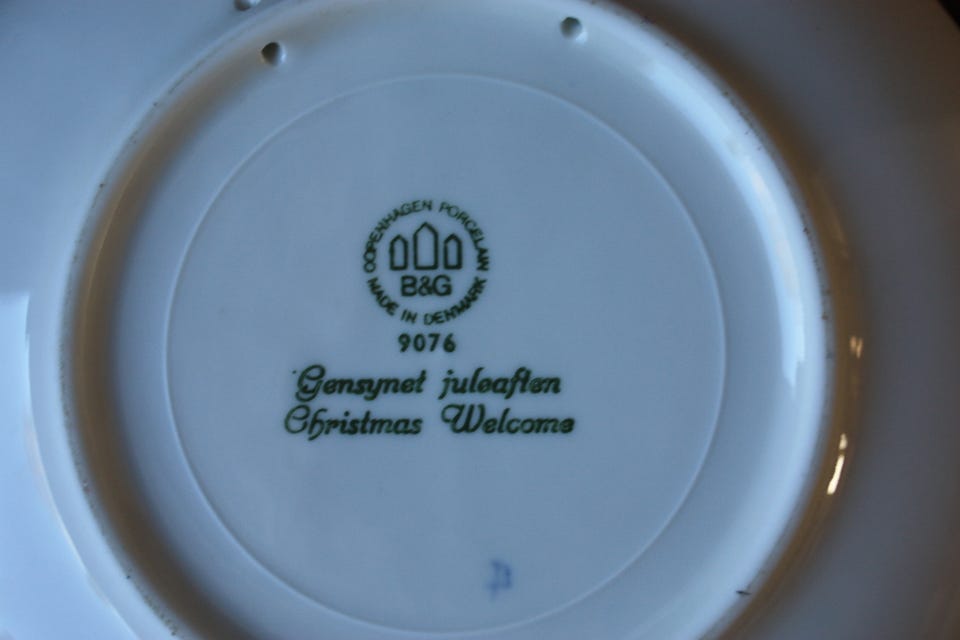 COPENHAGEN PORCELAIN
B&G
MADE IN DENMARK
9076
Gensynet juleaften
Christmas Welcome